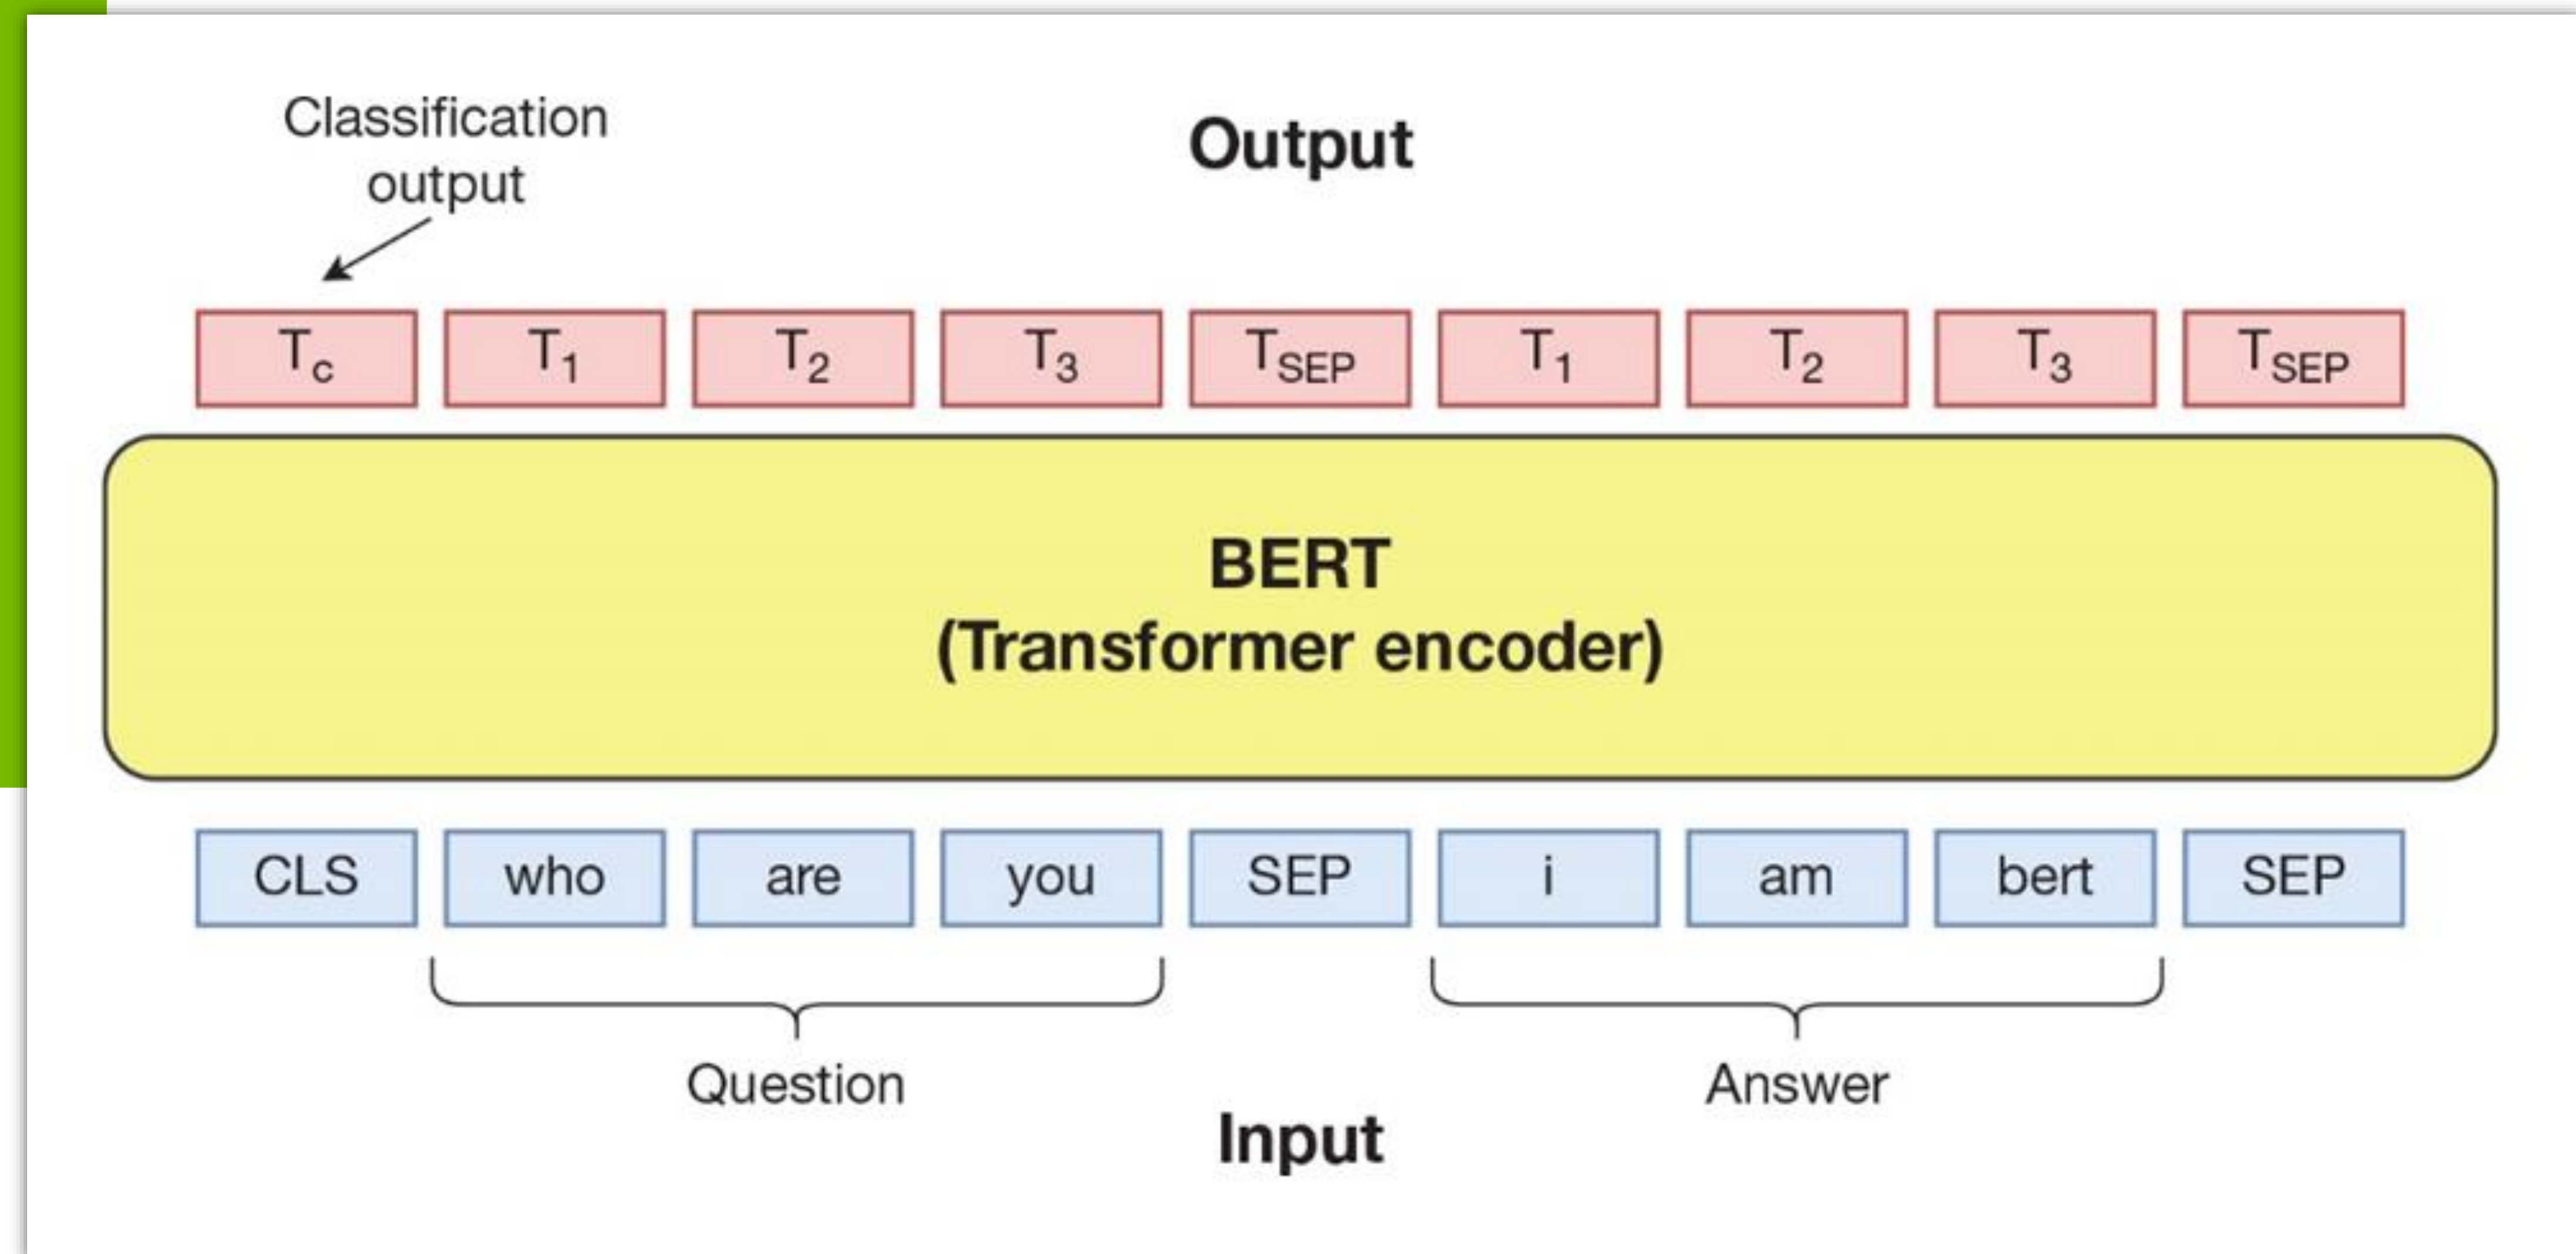 Classification
output
Output
Tc T1 T2 T3 TSEP T1 T2 T3 TSEP
BERT
(Transformer encoder)
CLS who are you SEP i am bert SEP
Question Answer
Input